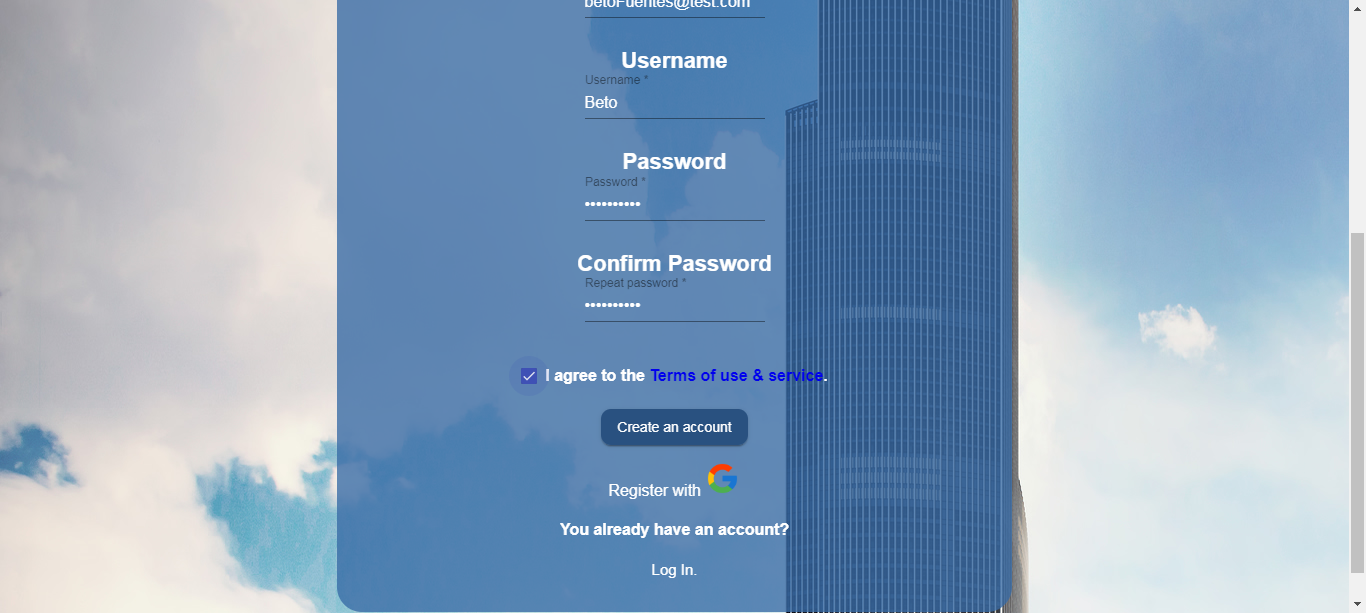 betoFuentes@test.com
Username
Username *
Beto
Password
Password *
••••••••••
Confirm Password
Repeat password *
••••••••••
I agree to the Terms of use & service.
Create an account
Register with
You already have an account?
Log In.